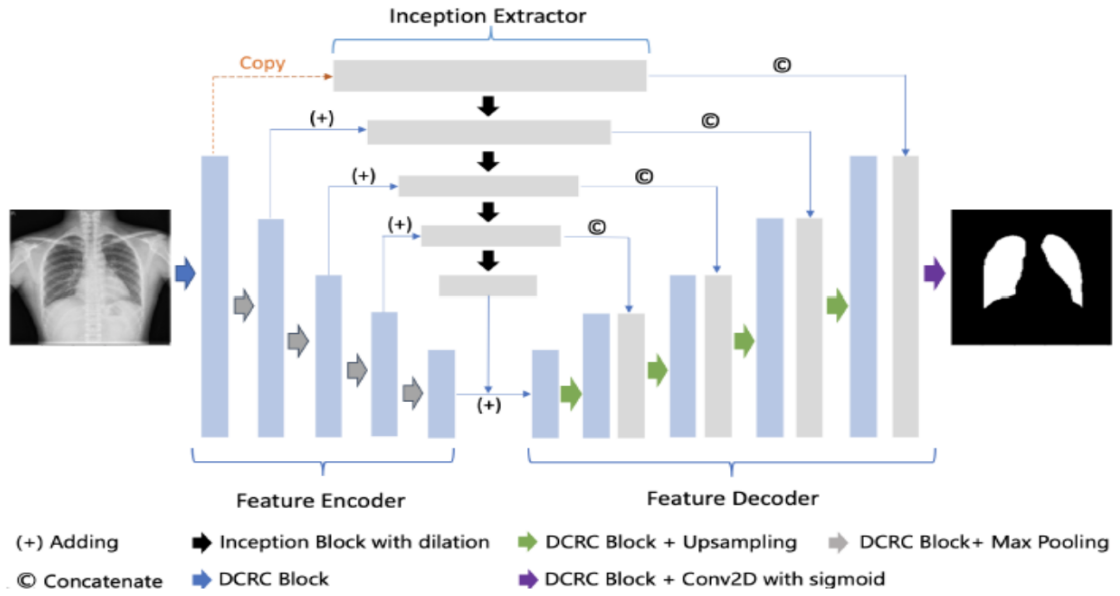 Inception Extractor
Copy
©
(+)
©
(+)
©
(+)
©
(+)
Feature Encoder
Feature Decoder
(+) Adding
Inception Block with dilation
DCRC Block + Upsampling
DCRC Block+ Max Pooling
© Concatenate
DCRC Block
DCRC Block + Conv2D with sigmoid